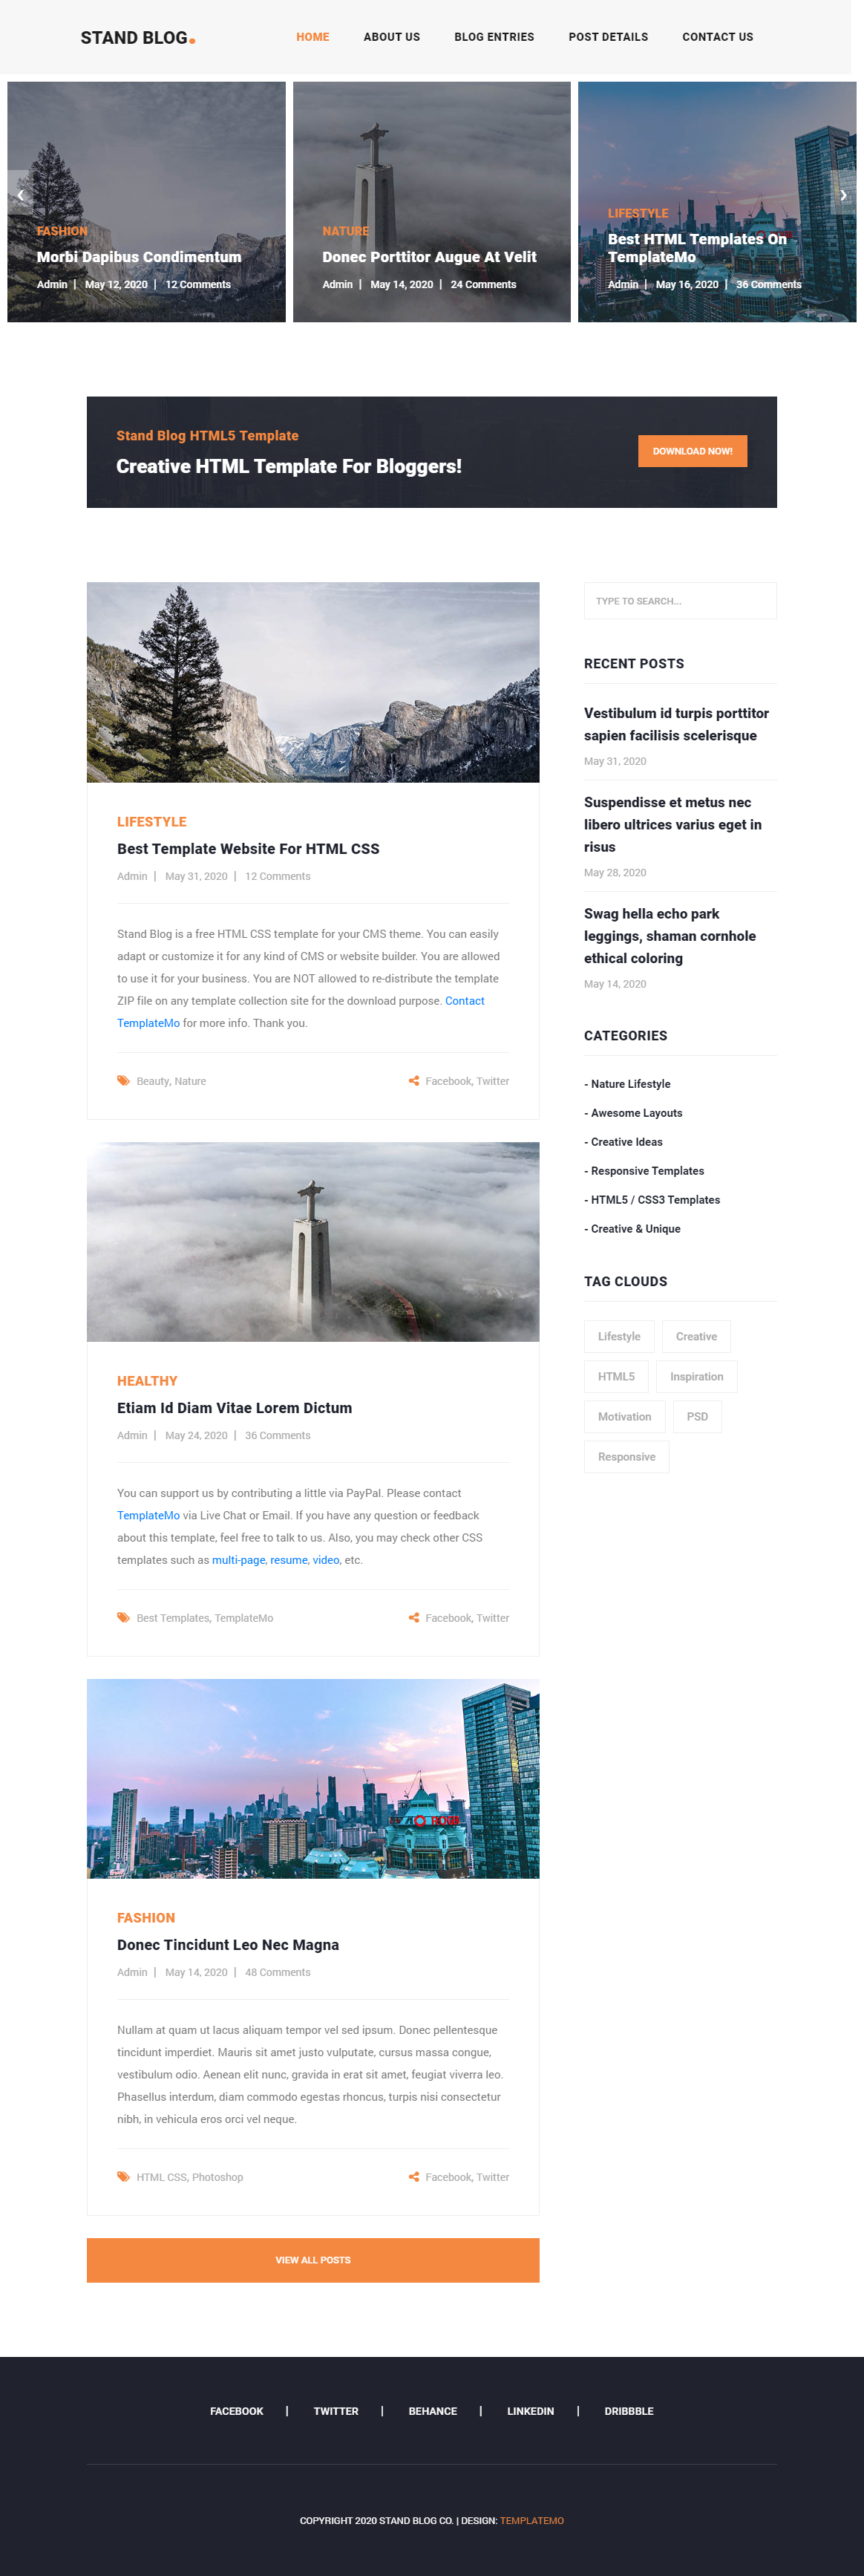 STAND BLOG.
HOME ABOUT US BLOG ENTRIES POST DETAILS CONTACT US
FASHION
Morbi Dapibus Condimentum
Admin | May 12, 2020 | 12 Comments
NATURE
Donec Porttitor Augue At Velit
Admin | May 14, 2020 | 24 Comments
LIFESTYLE
Best HTML Templates On
TemplateMo
Admin | May 16, 2020 | 36 Comments
Stand Blog HTML5 Template
Creative HTML Template For Bloggers!
DOWNLOAD NOW!
LIFESTYLE
Best Template Website For HTML CSS
Admin | May 31, 2020 | 12 Comments
Stand Blog is a free HTML CSS template for your CMS theme. You can easily
adapt or customize it for any kind of CMS or website builder. You are allowed
to use it for your business. You are NOT allowed to re-distribute the template
ZIP file on any template collection site for the download purpose. Contact
TemplateMo for more info. Thank you.
Beauty, Nature
Facebook, Twitter
HEALTHY
Etiam Id Diam Vitae Lorem Dictum
Admin | May 24, 2020 | 36 Comments
You can support us by contributing a little via PayPal. Please contact
TemplateMo via Live Chat or Email. If you have any question or feedback
about this template, feel free to talk to us. Also, you may check other CSS
templates such as multi-page, resume, video, etc.
Best Templates, TemplateMo
Facebook, Twitter
FASHION
Donec Tincidunt Leo Nec Magna
Admin | May 14, 2020 | 48 Comments
Nullam at quam ut lacus aliquam tempor vel sed ipsum. Donec pellentesque
tincidunt imperdiet. Mauris sit amet justo vulputate, cursus massa congue,
vestibulum odio. Aenean elit nunc, gravida in erat sit amet, feugiat viverra leo.
Phasellus interdum, diam commodo egestas rhoncus, turpis nisi consectetur
nibh, in vehicula eros orci vel neque.
HTML CSS, Photoshop
Facebook, Twitter
VIEW ALL POSTS
TYPE TO SEARCH...
RECENT POSTS
Vestibulum id turpis porttitor
sapien facilisis scelerisque
May 31, 2020
Suspendisse et metus nec
libero ultrices varius eget in
risus
May 28, 2020
Swag hella echo park
leggings, shaman cornhole
ethical coloring
May 14, 2020
CATEGORIES
- Nature Lifestyle
- Awesome Layouts
- Creative Ideas
- Responsive Templates
- HTML5 / CSS3 Templates
- Creative & Unique
TAG CLOUDS
Lifestyle Creative
HTML5 Inspiration
Motivation PSD
Responsive
FACEBOOK | TWITTER | BEHANCE | LINKEDIN | DRIBBBLE
COPYRIGHT 2020 STAND BLOG CO. | DESIGN: TEMPLATEMO